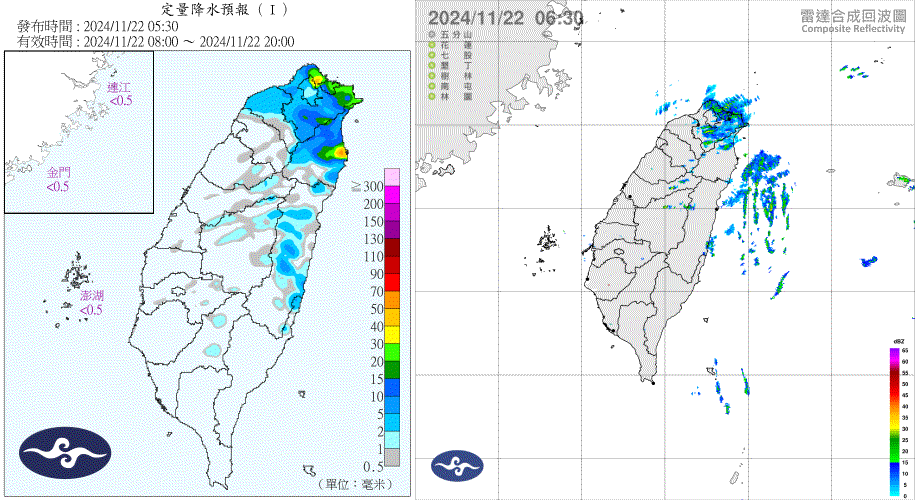 定量降水預報（Ｉ）
發布時間：2024/11/22 05:30
有效時間：2024/11/22 08:00 ～ 2024/11/22 20:00
連江
<0.5
金門
<0.5
澎湖
<0.5
≧
300
200
150
130
110
90
70
50
40
30
20
15
10
5
2
1
0.5
（單位：毫米）
2024/11/22 06:30
雷達合成回波圖
Composite Reflectivity
五分山
花蓮
七股
墾丁
樹林
南屯
林園
dBZ
65
60
55
50
45
40
35
30
25
20
15
10
5
0